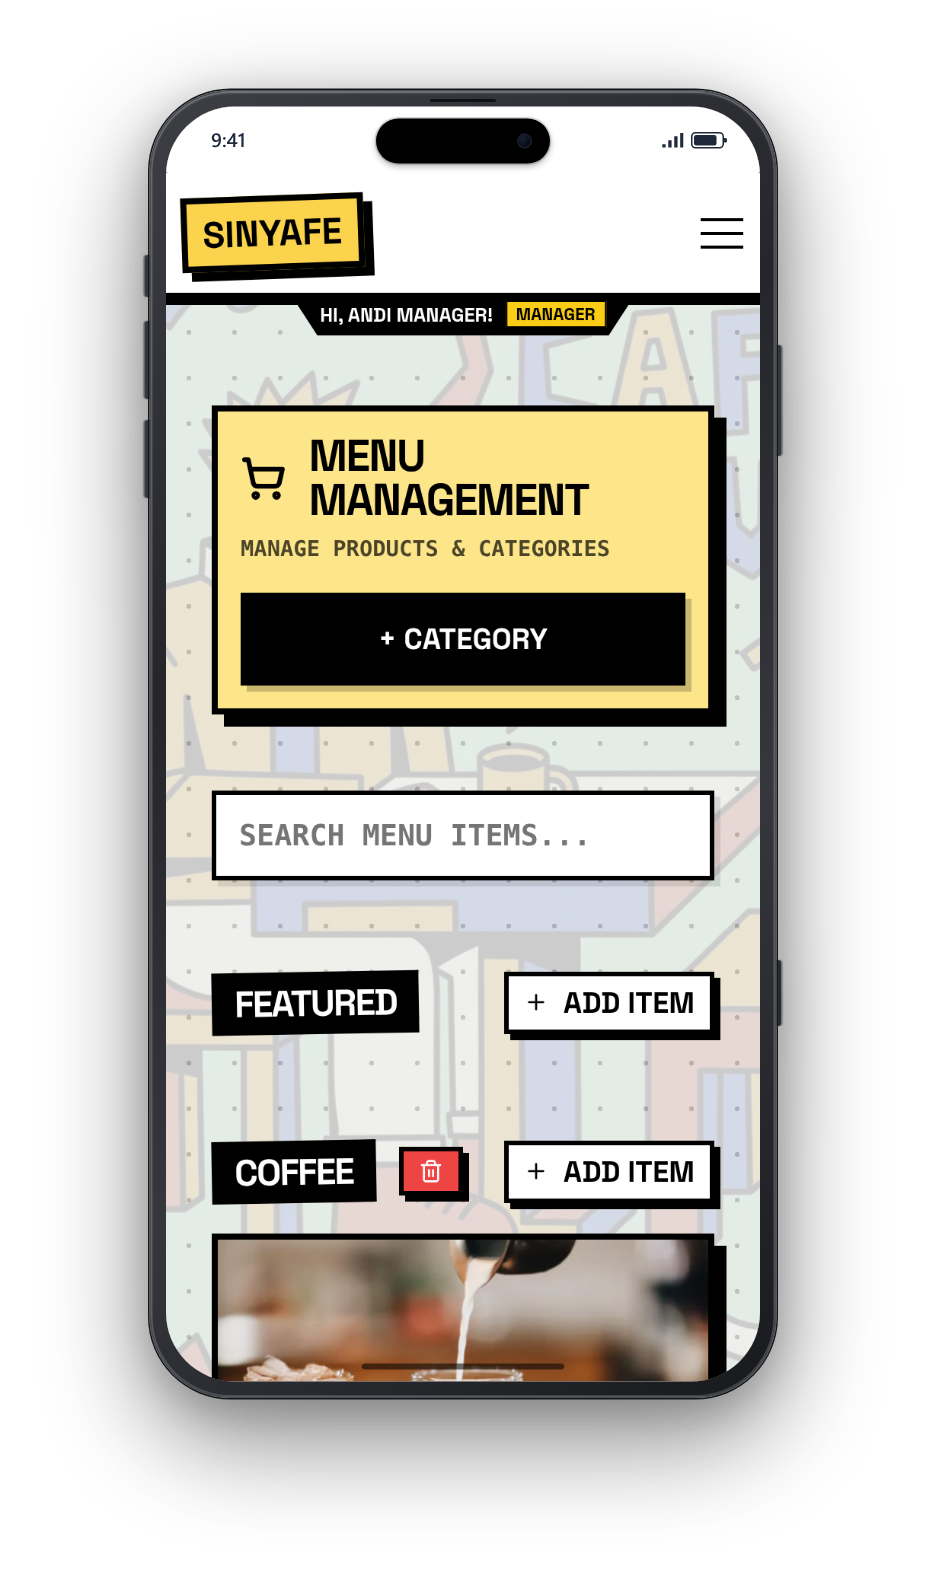 9:41
SINYAFE
HI, ANDI MANAGER! MANAGER
CAF
MENU
MANAGEMENT
MANAGE PRODUCTS & CATEGORIES
+ CATEGORY
SEARCH MENU ITEMS...
FEATURED
+ ADD ITEM
COFFEE
+ ADD ITEM